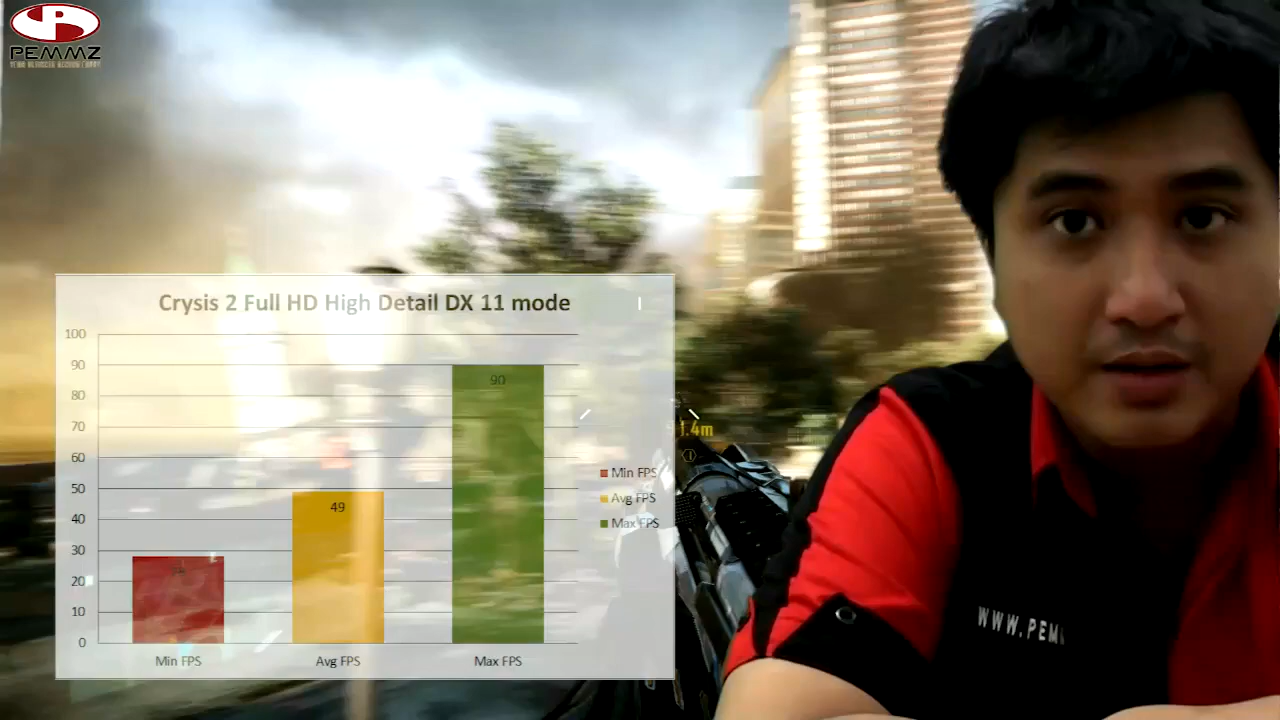 PEMMZ
Crysis 2 Full HD High Detail DX 11 mode
100
90
80
70
60
50
40
30
20
10
0
90
49
Min FPS
Avg FPS
Max FPS
Min FPS
Avg FPS
Max FPS
1.4m
WWW.PEM